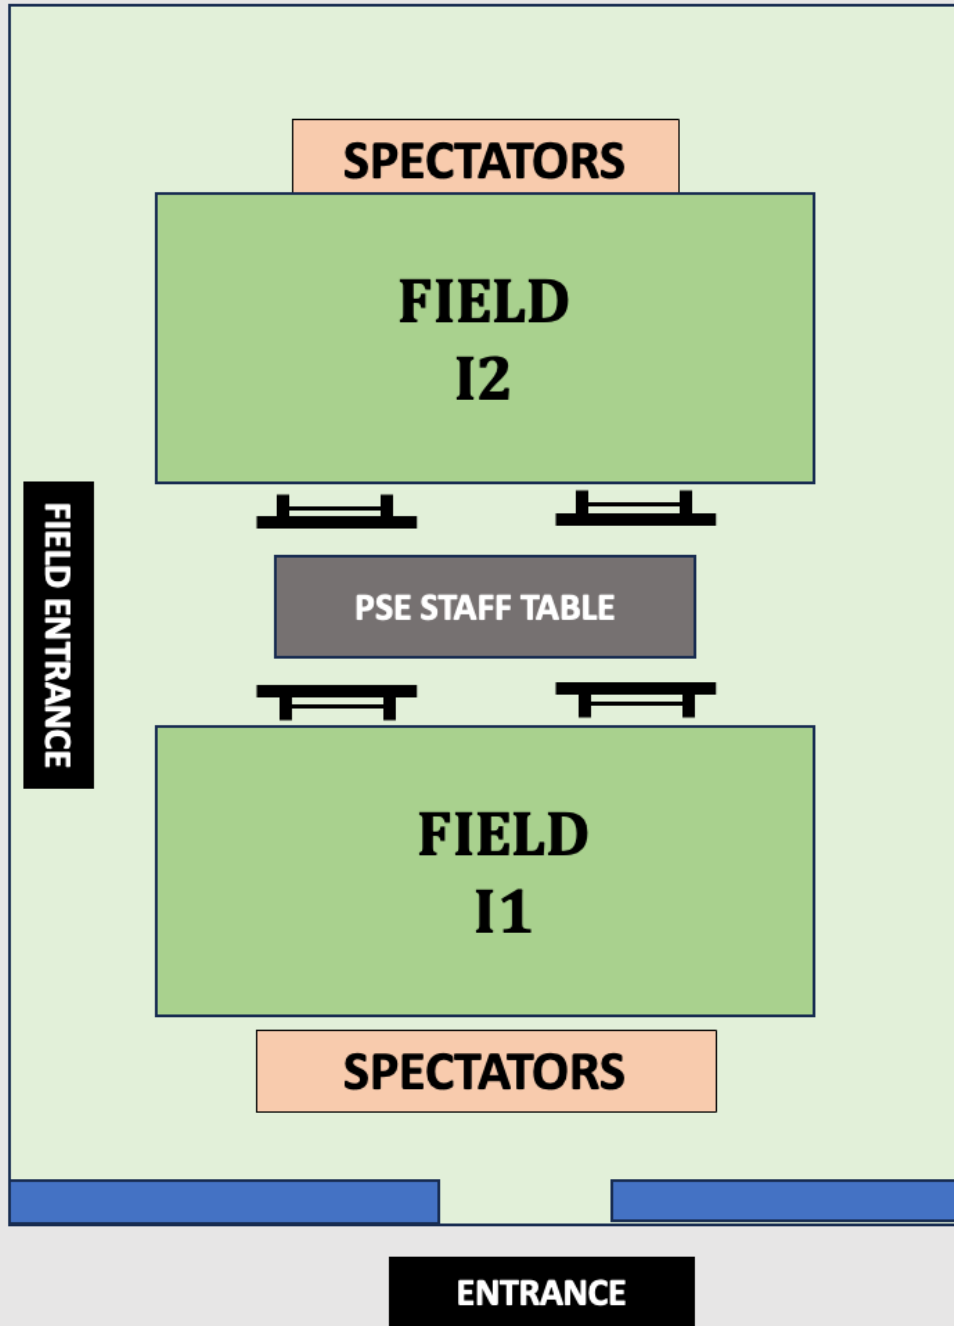 SPECTATORS
FIELD
I2
FIELD ENTRANCE
PSE STAFF TABLE
FIELD
I1
SPECTATORS
ENTRANCE